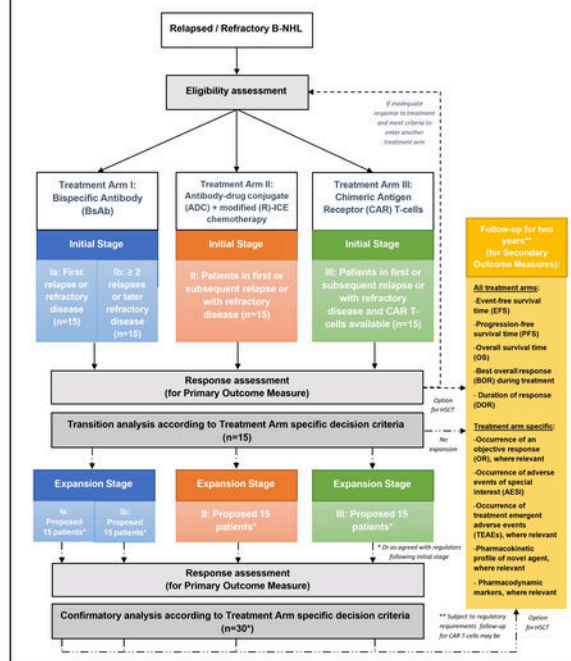 Relapsed / Refractory B-NHL
Eligibility assessment
If inadequate
response to treatment
and meet criteria to
enter another
treatment arm
Treatment Arm I:
Bispecific Antibody
(BsAb)
Treatment Arm II:
Antibody-drug conjugate
(ADC) + modified (R)-ICE
chemotherapy
Treatment Arm III:
Chimeric Antigen
Receptor (CAR) T-cells
Initial Stage
Ia: First
relapse or
refractory
disease
(n=15)
Ib: ≥ 2
relapses
or later
refractory
disease
(n=15)
Initial Stage
II: Patients in first or
subsequent relapse or
with refractory
disease (n=15)
Initial Stage
III: Patients in first or
subsequent relapse or
with refractory
disease and CAR T-
cells available (n=15)
Response assessment
(for Primary Outcome Measure)
Option
for HSCT
Transition analysis according to Treatment Arm specific decision criteria
(n=15)
No
expansion
Expansion Stage
Ia: Proposed
15 patients*
Ib: Proposed
15 patients*
Expansion Stage
II: Proposed 15
patients*
Expansion Stage
III: Proposed 15
patients*
* Or as agreed with regulators
following initial stage
Response assessment
(for Primary Outcome Measure)
Confirmatory analysis according to Treatment Arm specific decision criteria
(n=30*)
Follow-up for two
years**
(for Secondary
Outcome Measures):
All treatment arms:
-Event-free survival
time (EFS)
-Progression-free
survival time (PFS)
-Overall survival time
(OS)
-Best overall response
(BOR) during treatment
- Duration of response
(DOR)
Treatment arm specific:
-Occurrence of an
objective response
(OR), where relevant
-Occurrence of adverse
events of special
interest (AESI)
-Occurrence of
treatment emergent
adverse events
(TEAEs), where relevant
-Pharmacokinetic
profile of novel agent,
where relevant
- Pharmacodynamic
markers, where relevant
** Subject to regulatory
requirements follow-up
for CAR T-cells may be
Option
for HSCT